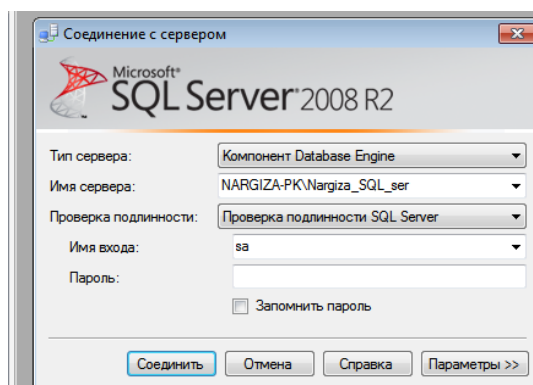 Соединение с сервером
Microsoft®
SQL Server® 2008 R2
Тип сервера: Компонент Database Engine
Имя сервера: NARGIZA-PK\Nargiza_SQL_ser
Проверка подлинности: Проверка подлинности SQL Server
Имя входа: sa
Пароль:
Запомнить пароль
Соединить Отмена Справка Параметры >>